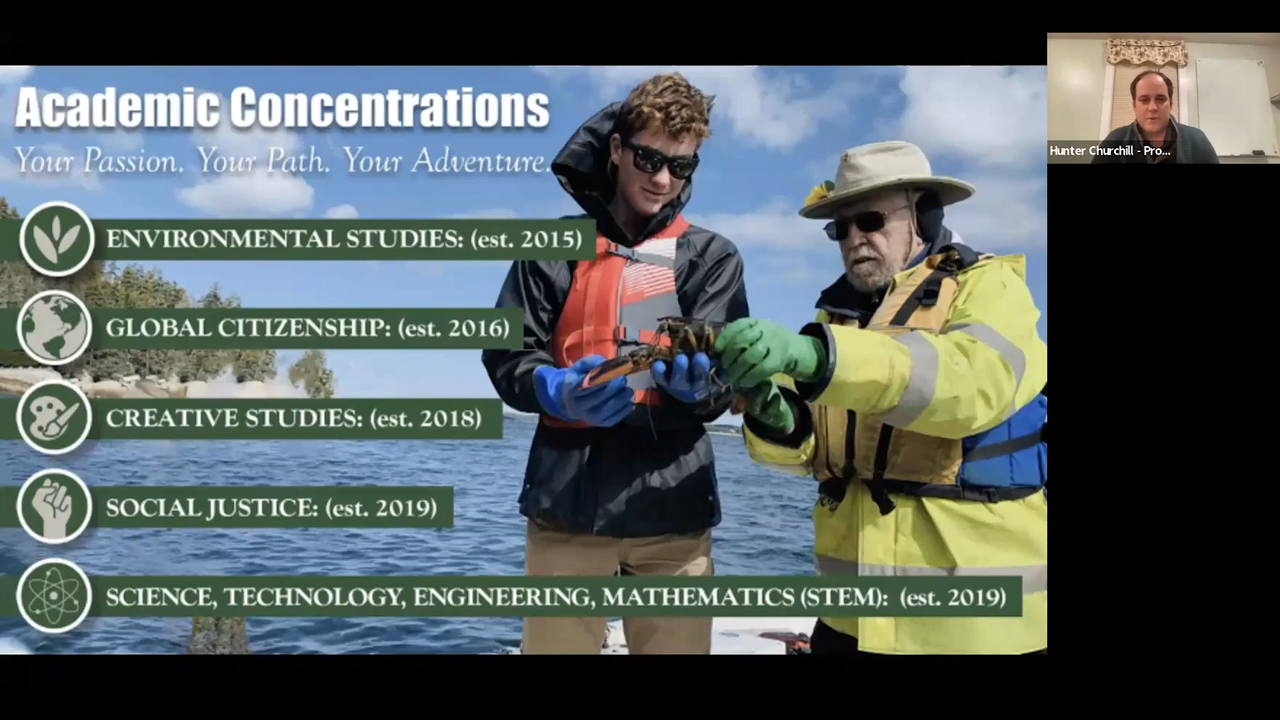 Academic Concentrations
Your Passion. Your Path. Your Adventure.
ENVIRONMENTAL STUDIES: (est. 2015)
GLOBAL CITIZENSHIP: (est. 2016)
CREATIVE STUDIES: (est. 2018)
SOCIAL JUSTICE: (est. 2019)
SCIENCE, TECHNOLOGY, ENGINEERING, MATHEMATICS (STEM): (est. 2019)
Hunter Churchill - Pro...